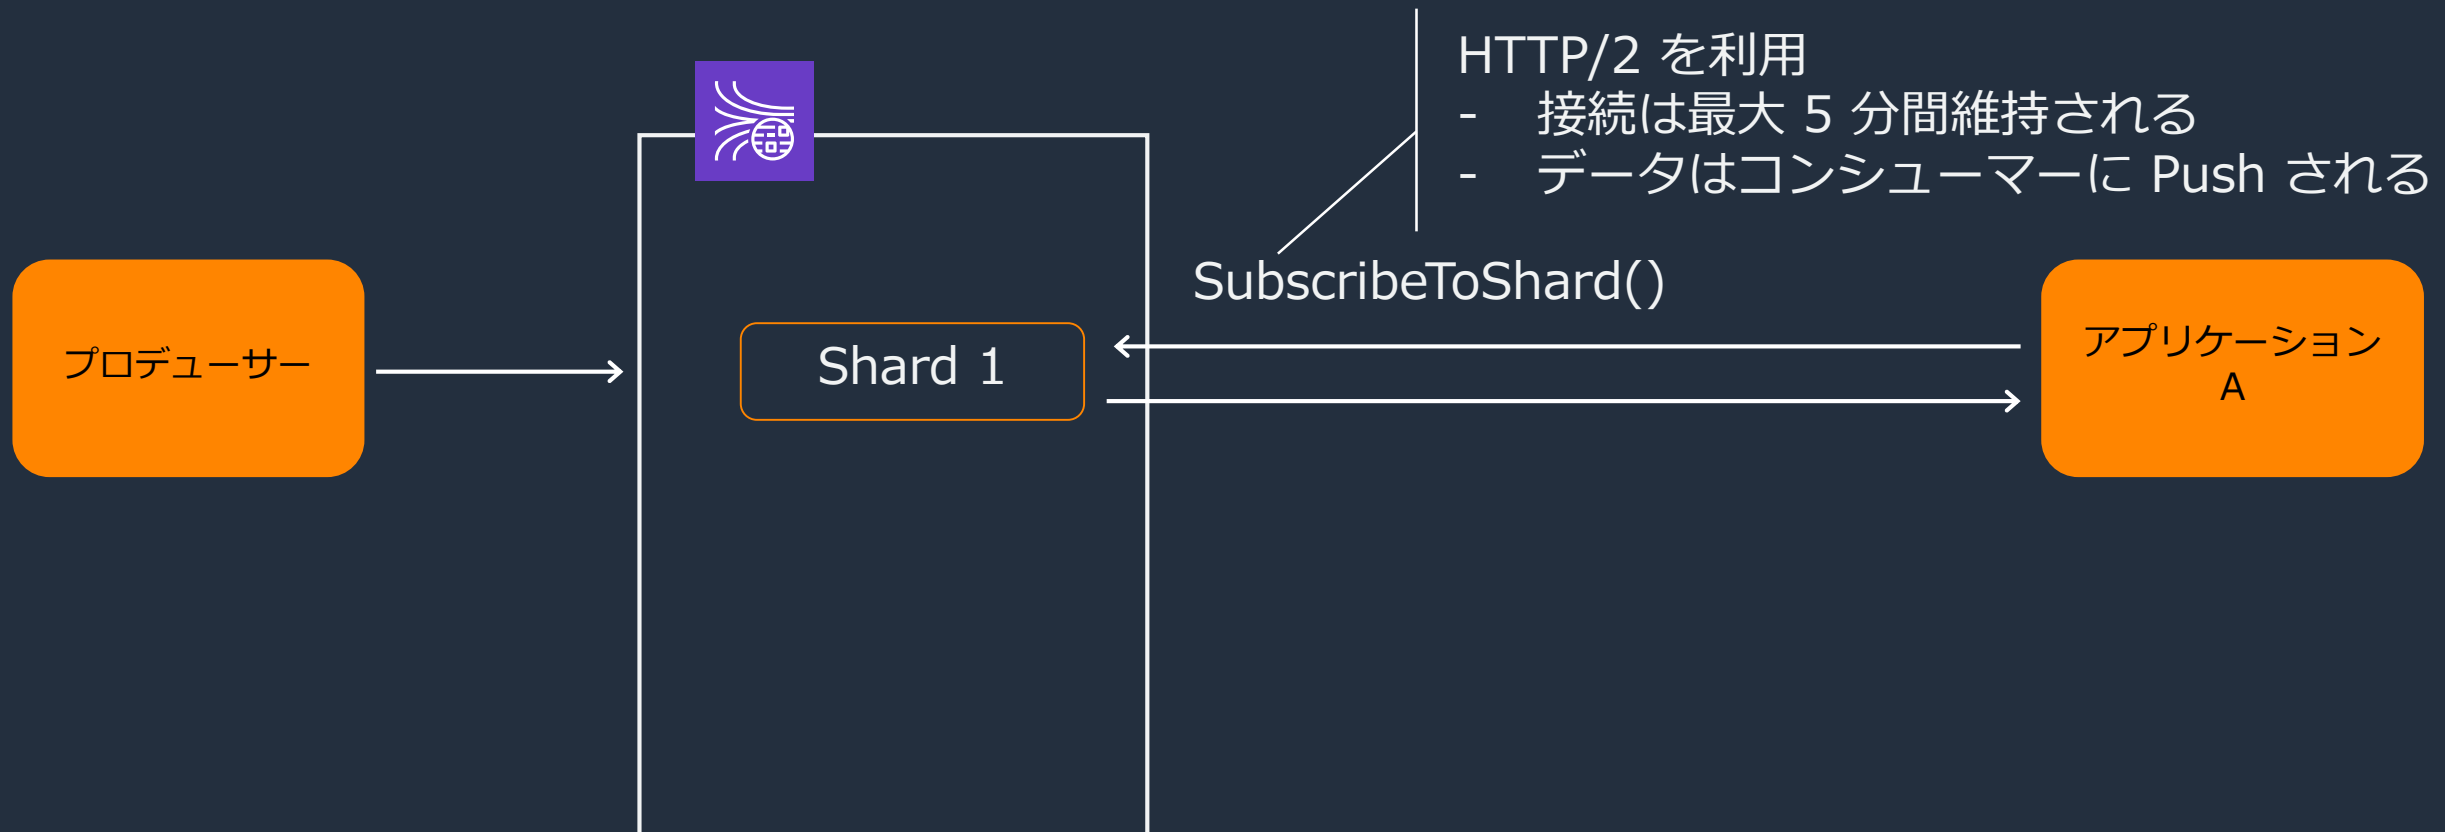 HTTP/2 を利用
- 接続は最大 5 分間維持される
- データはコンシューマーに Push される
SubscribeToShard()
プロデューサー
Shard 1
アプリケーション
A